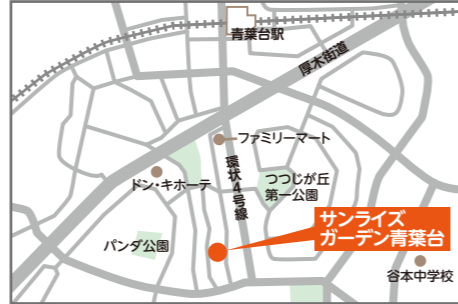 青葉台駅
厚木街道
ファミリーマート
環状4号線
ドン・キホーテ
つつじが丘
第一公園
サンライズ
ガーデン青葉台
パンダ公園
谷本中学校